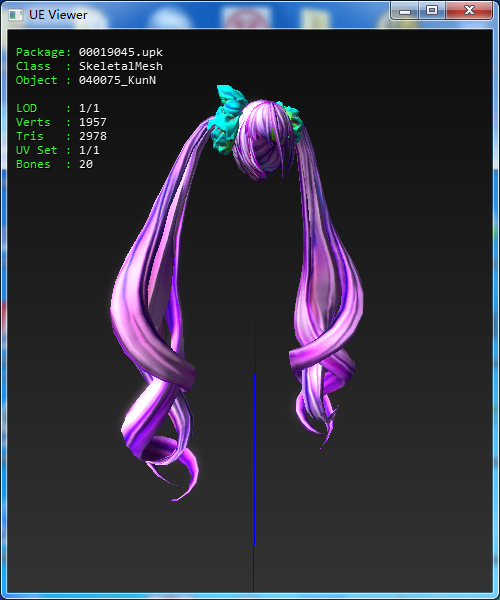 UE Viewer
Package: 00019045.upk
Class : SkeletalMesh
Object : 040075_KunN
LOD : 1/1
Verts : 1957
Tris : 2978
UV Set : 1/1
Bones : 20